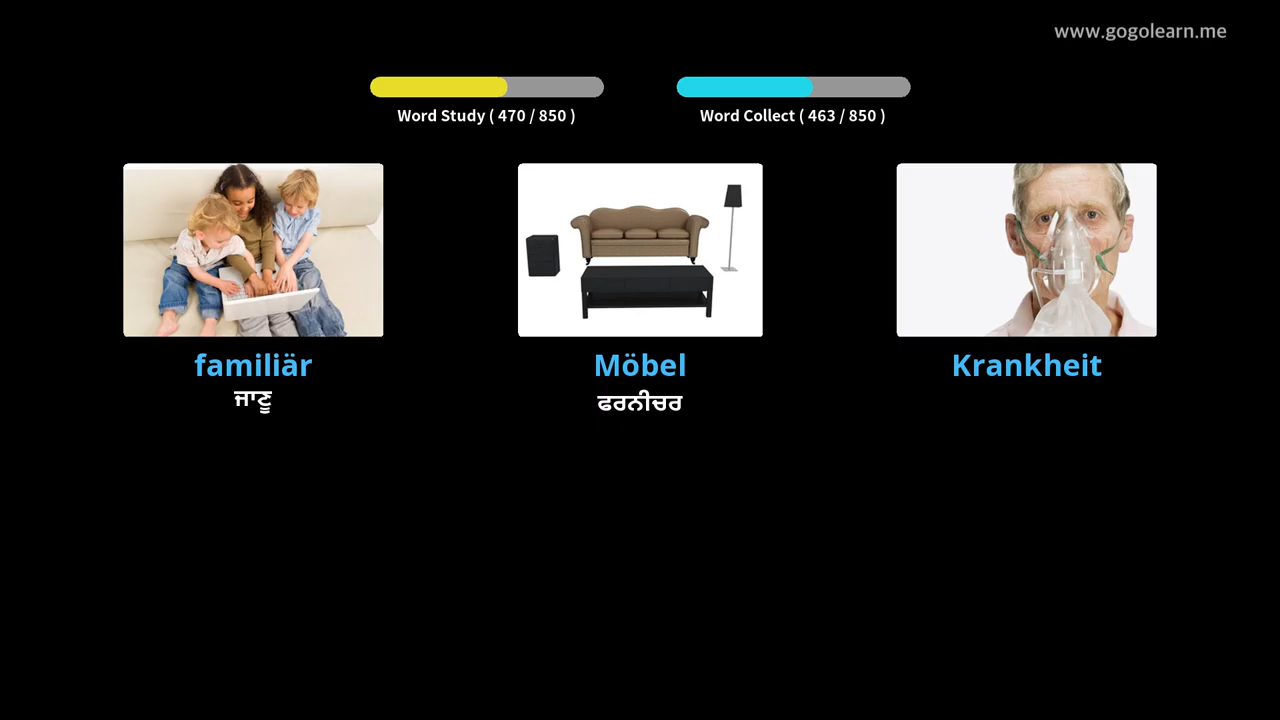 www.gogolearn.me
Word Study ( 470 / 850 )
Word Collect ( 463 / 850 )
familiär
Möbel
Krankheit
ਜਾਣੂ
ਫਰਨੀਚਰ